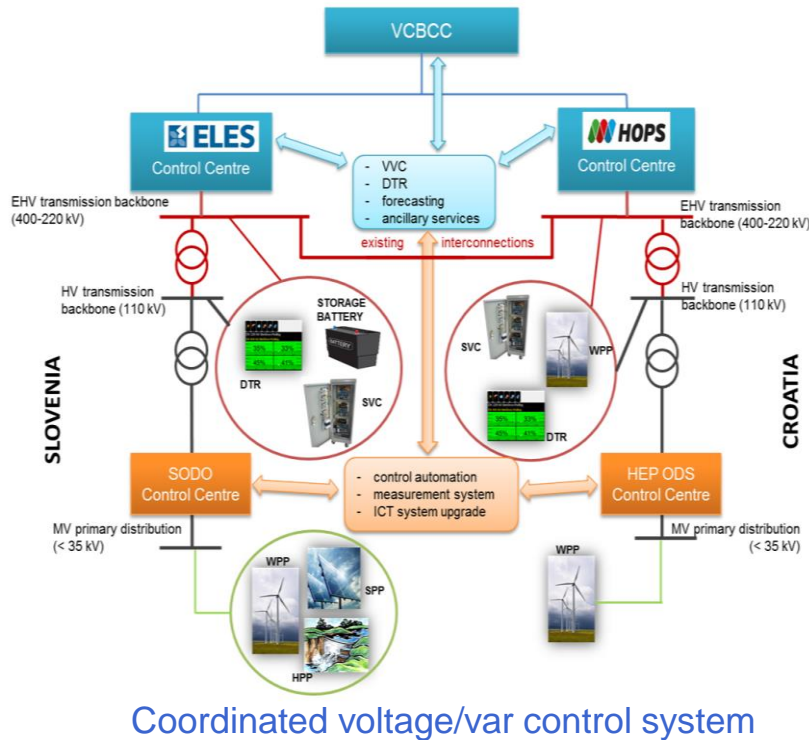 VCBCC
ELES
Control Centre
HOPS
Control Centre
- VVC
- DTR
- forecasting
- ancillary services
EHV transmission backbone
(400-220 kV)
EHV transmission
backbone (400-220 kV)
existing interconnections
HV transmission
backbone (110 kV)
HV transmission
backbone (110 kV)
STORAGE
BATTERY
DTR
SVC
SVC
WPP
DTR
SLOVENIA
CROATIA
SODO
Control Centre
- control automation
- measurement system
- ICT system upgrade
HEP ODS
Control Centre
MV primary distribution
(< 35 kV)
MV primary distribution
(< 35 kV)
WPP
SPP
HPP
WPP
Coordinated voltage/var control system